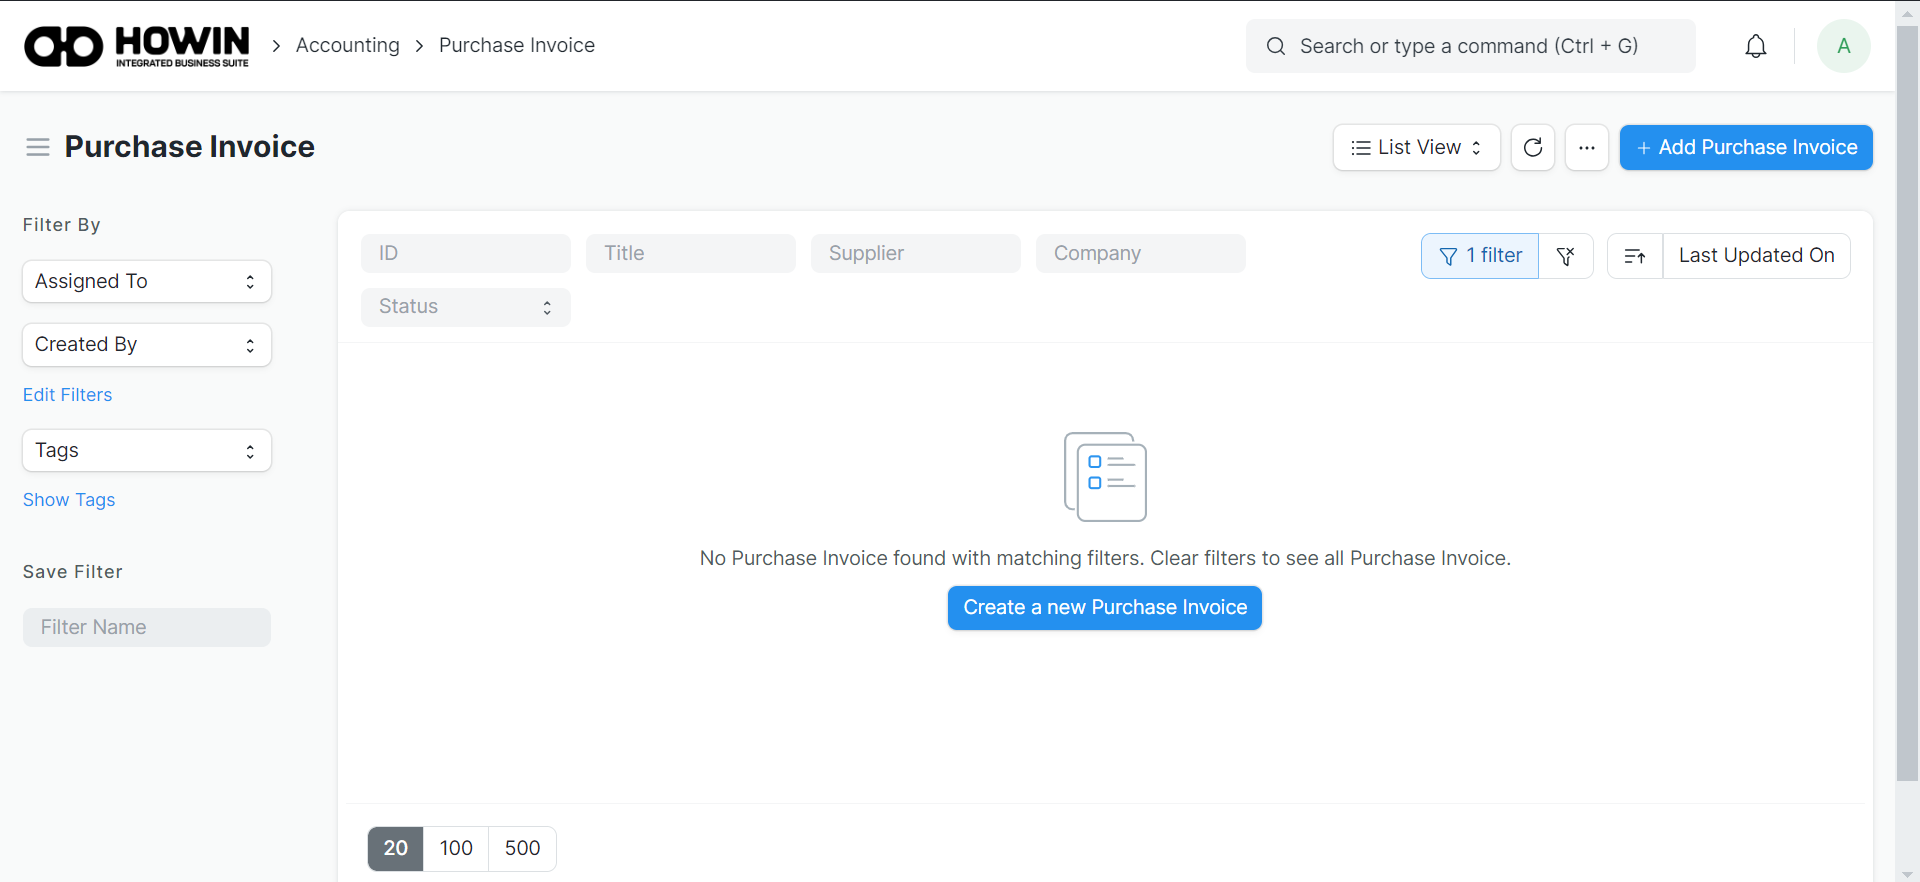 HOWIN
INTEGRATED BUSINESS SUITE
Accounting
Purchase Invoice
Search or type a command (Ctrl + G)
A
Purchase Invoice
List View
+ Add Purchase Invoice
Filter By
Assigned To
Created By
Edit Filters
Tags
Show Tags
Save Filter
Filter Name
ID
Title
Supplier
Company
Status
1 filter
Last Updated On
No Purchase Invoice found with matching filters. Clear filters to see all Purchase Invoice.
Create a new Purchase Invoice
20
100
500